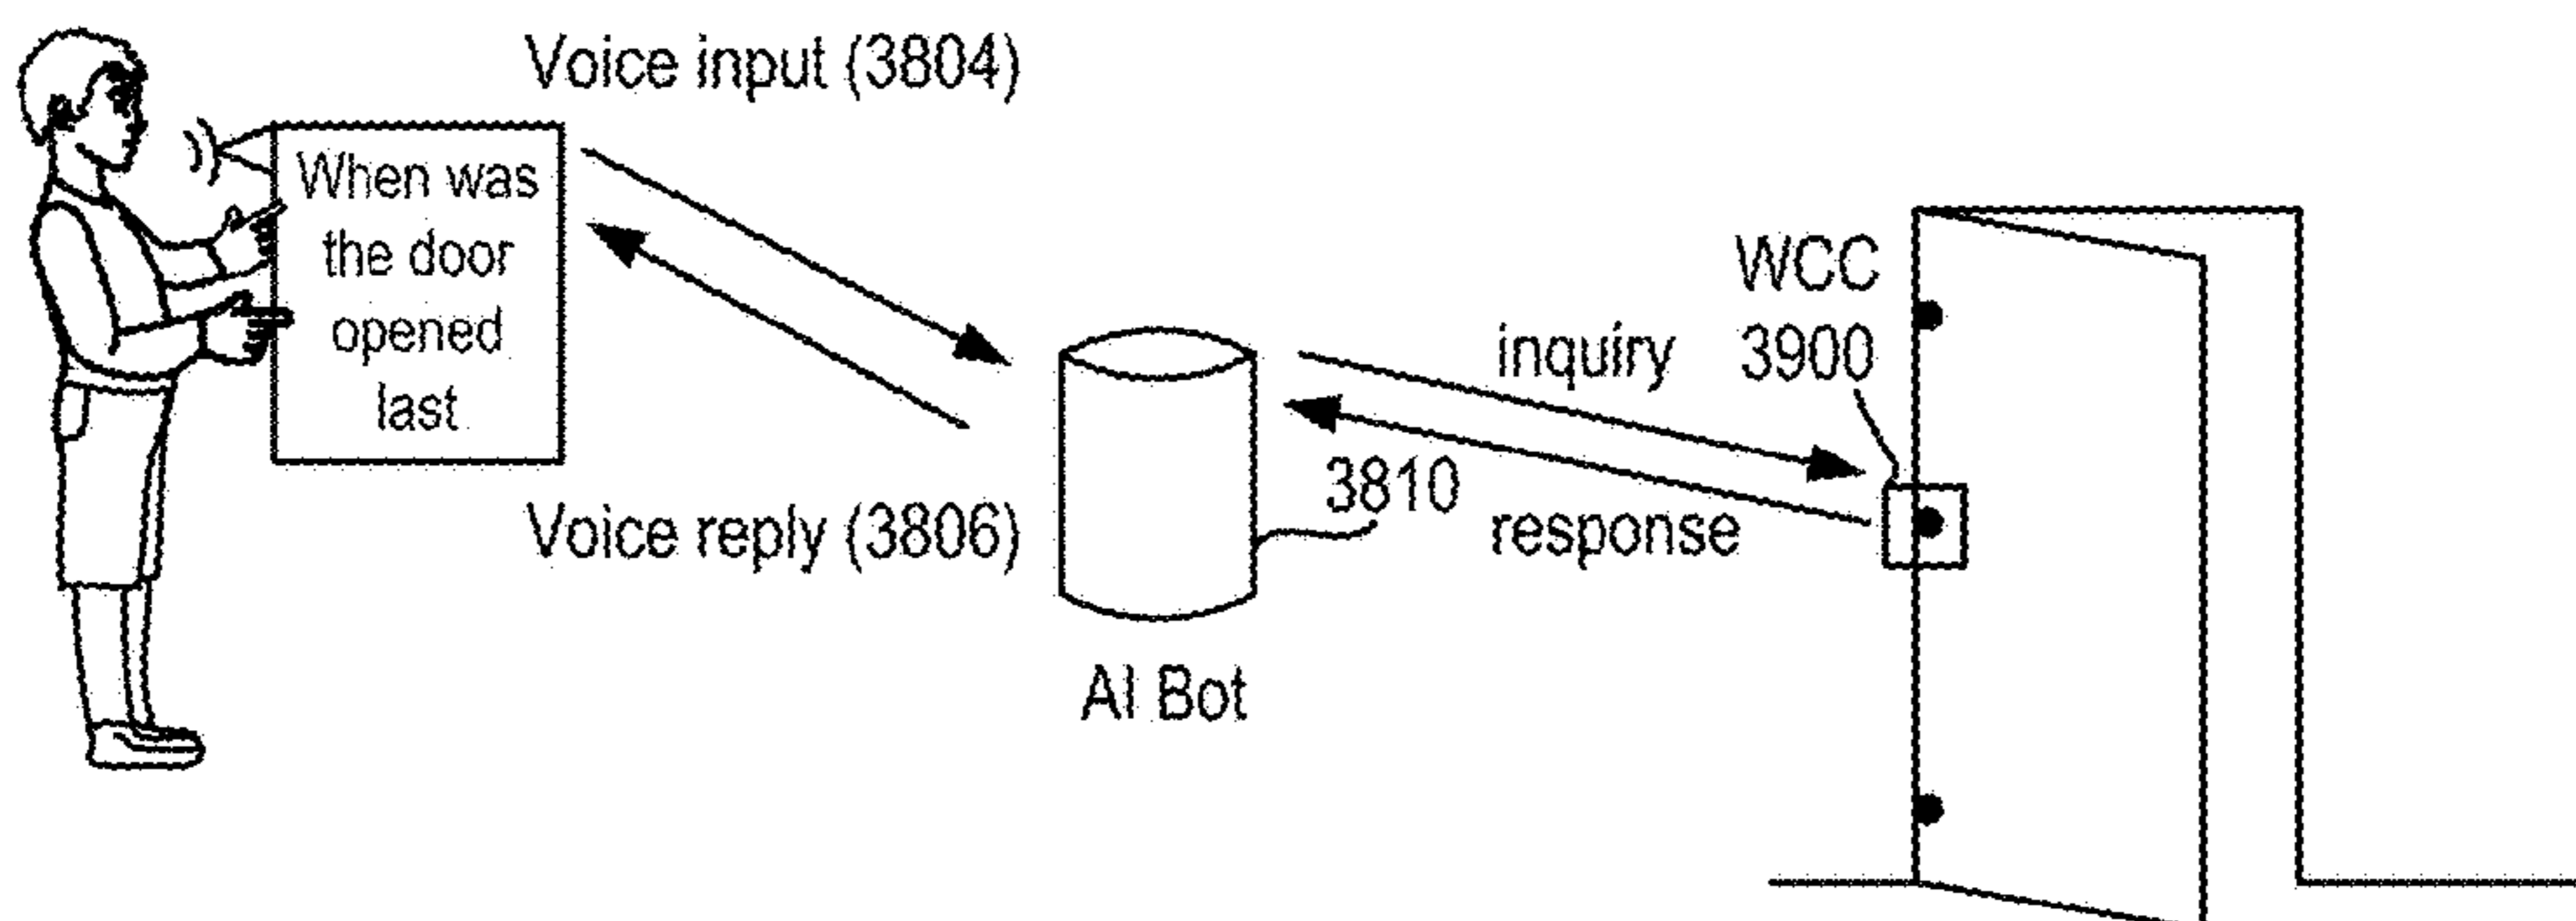 Voice input (3804)
When was
the door
opened
last
Voice reply (3806)
AI Bot
3810
inquiry
response
WCC
3900